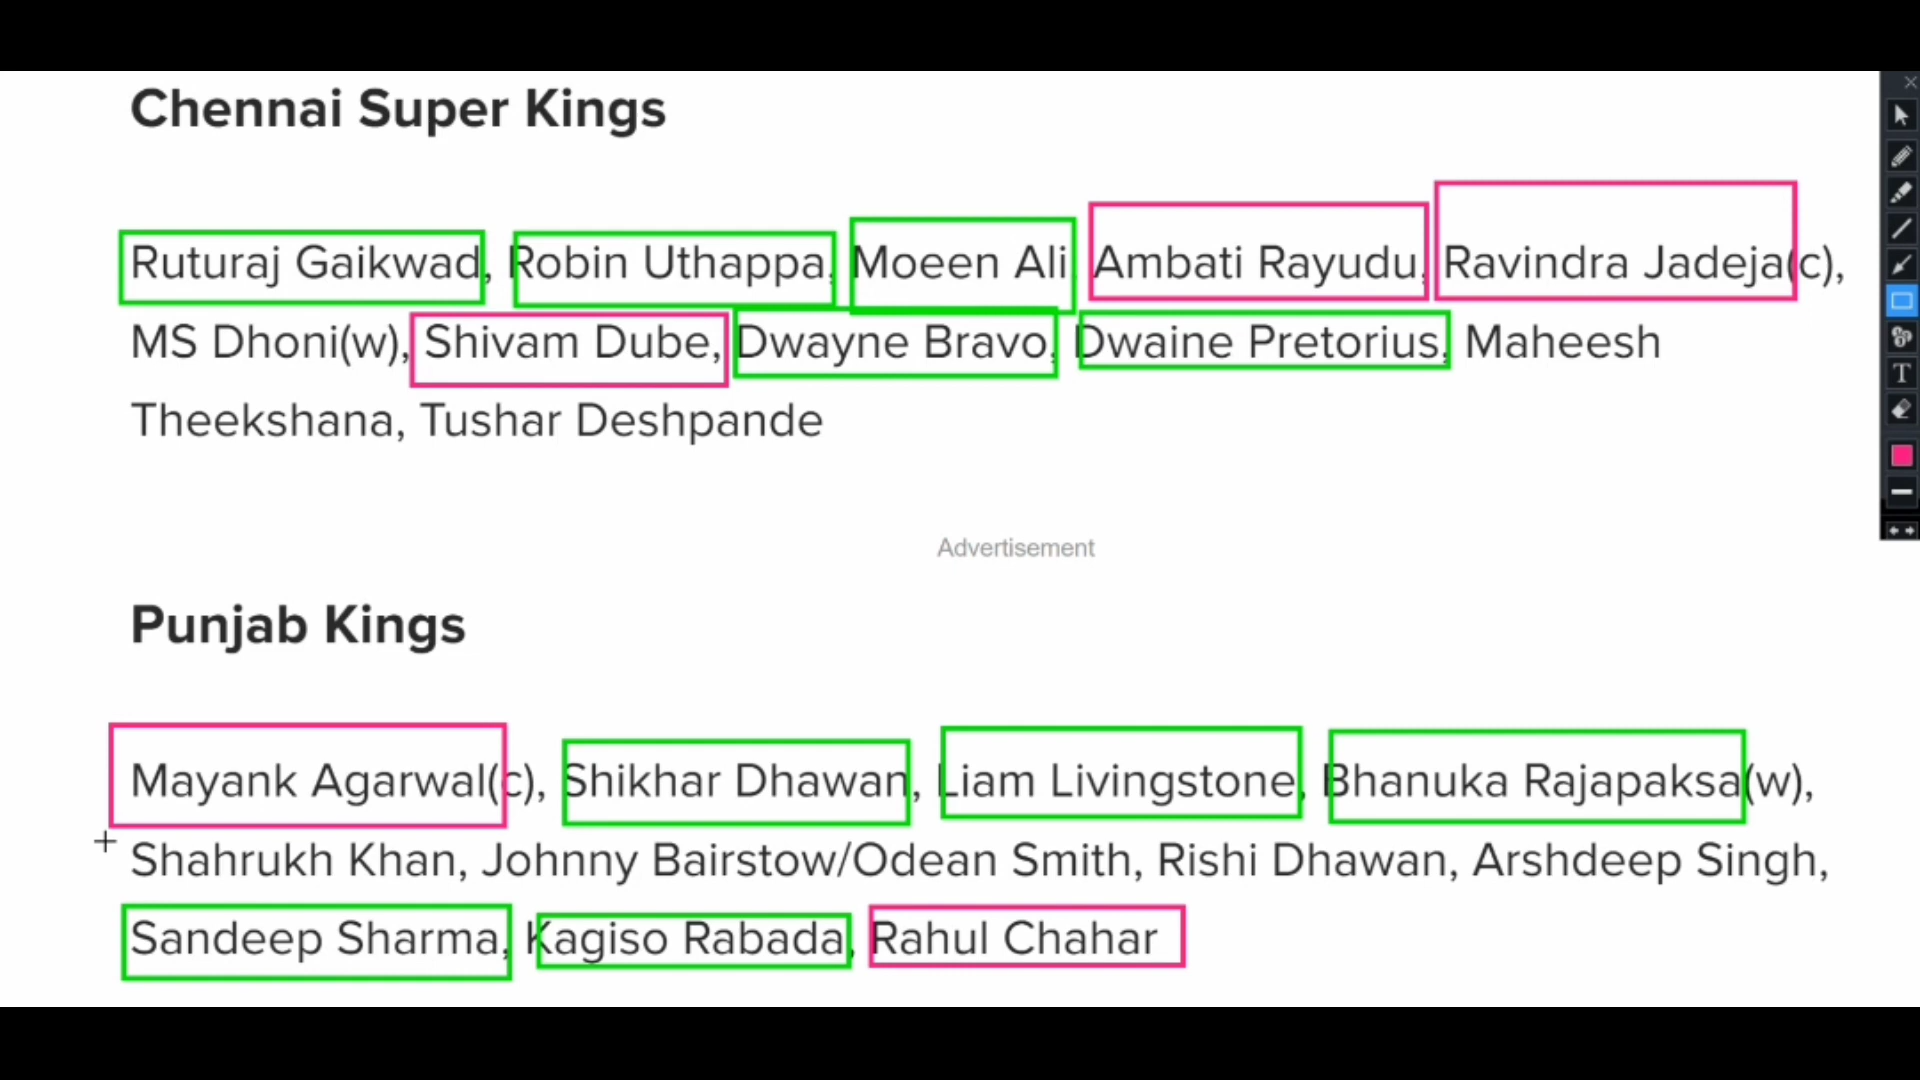 Chennai Super Kings
Ruturaj Gaikwad, Robin Uthappa, Moeen Ali, Ambati Rayudu, Ravindra Jadeja(c),
MS Dhoni(w), Shivam Dube, Dwayne Bravo, Dwaine Pretorius, Maheesh
Theekshana, Tushar Deshpande
Advertisement
Punjab Kings
Mayank Agarwal(c), Shikhar Dhawan, Liam Livingstone, Bhanuka Rajapaksa(w),
Shahrukh Khan, Johnny Bairstow/Odean Smith, Rishi Dhawan, Arshdeep Singh,
Sandeep Sharma, Kagiso Rabada, Rahul Chahar